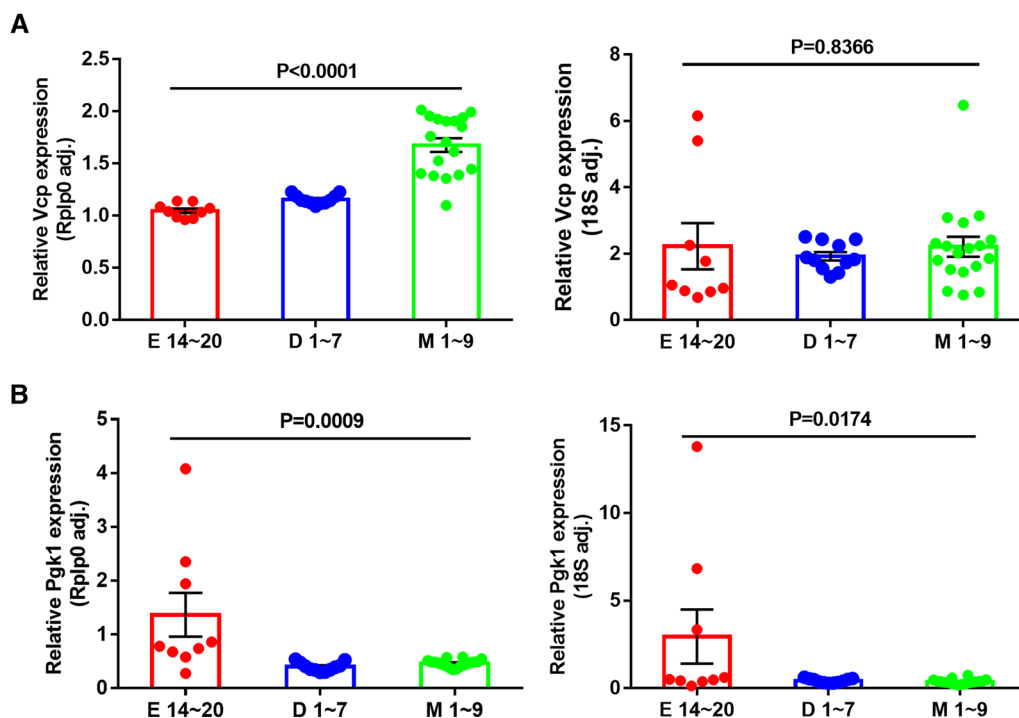 A
Relative Vcp expression
(Rplp0 adj.)
2.5
2.0
1.5
1.0
0.5
0.0
P<0.0001
E 14~20
D 1~7
M 1~9
Relative Vcp expression
(18S adj.)
8
6
4
2
0
P=0.8366
E 14~20
D 1~7
M 1~9
B
Relative Pgk1 expression
(Rplp0 adj.)
5
4
3
2
1
0
P=0.0009
E 14~20
D 1~7
M 1~9
Relative Pgk1 expression
(18S adj.)
15
10
5
0
P=0.0174
E 14~20
D 1~7
M 1~9